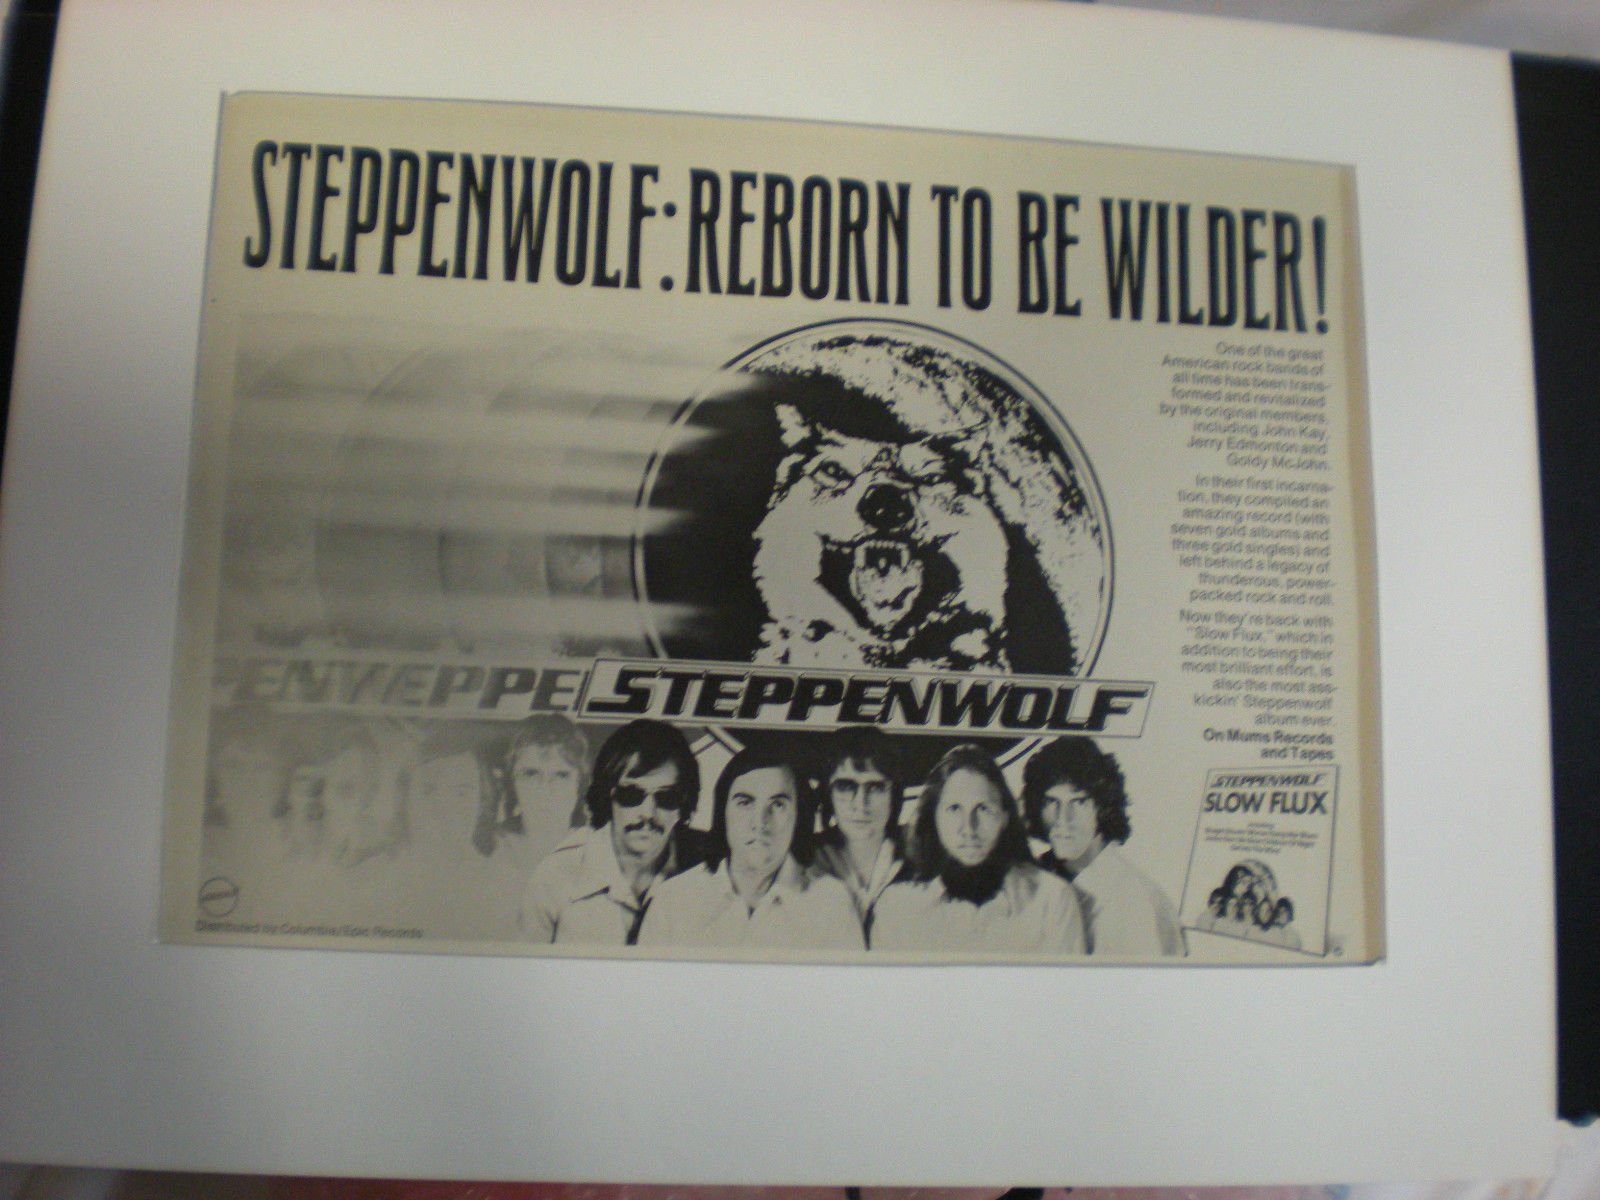 STEPPENWOLF: REBORN TO BE WILDER!
One of the great
American rock bands of
all time has been trans-
formed and revitalized
by the original members,
including John Kay,
Jerry Edmonton and
Goldy McJohn.
In their first incarna-
tion, they compiled an
amazing record (with
seven gold albums and
three gold singles) and
left behind a legacy of
thunderous, power-
packed rock and roll.
Now they're back with
"Slow Flux," which in
addition to being their
most brilliant effort, is
also the most ass-
kickin' Steppenwolf
album ever.
On Mums Records
and Tapes
PENWEPPE STEPPENWOLF
STEPPENWOLF
SLOW FLUX
Distributed by Columbia/Epic Records